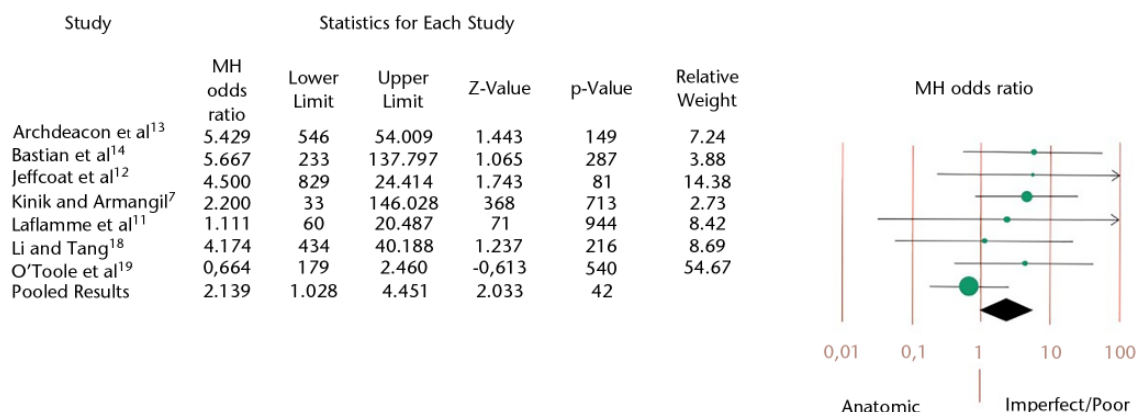 Study Statistics for Each Study
MH odds ratio Lower Limit Upper Limit Z-Value p-Value Relative Weight MH odds ratio
Archdeacon et al13 5.429 546 54.009 1.443 149 7.24
Bastian et al14 5.667 233 137.797 1.065 287 3.88
Jeffcoat et al12 4.500 829 24.414 1.743 81 14.38
Kinik and Armangil7 2.200 33 146.028 368 713 2.73
Laflamme et al11 1.111 60 20.487 71 944 8.42
Li and Tang18 4.174 434 40.188 1.237 216 8.69
O'Toole et al19 0,664 179 2.460 -0,613 540 54.67
Pooled Results 2.139 1.028 4.451 2.033 42
0,01 0,1 1 10 100
Anatomic Imperfect/Poor